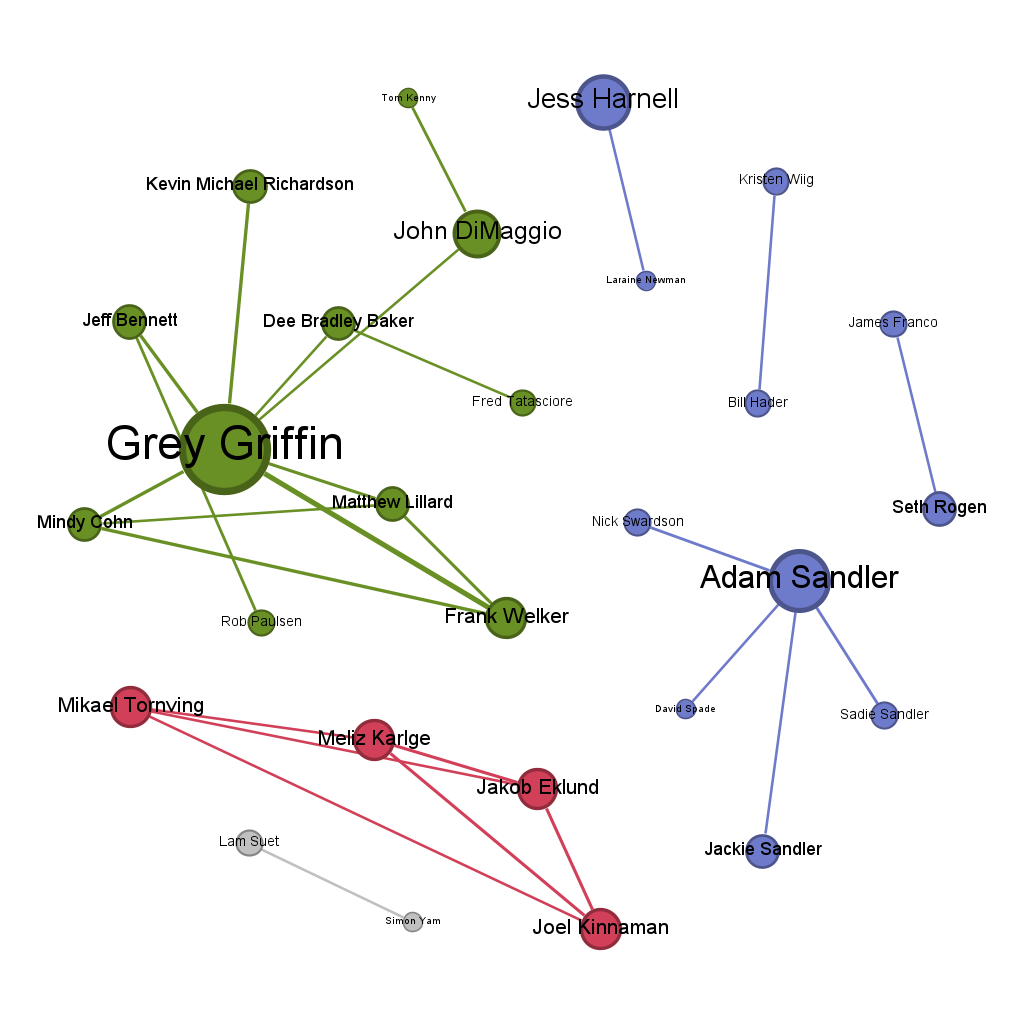 Tom Kenny
Jess Harnell
Kevin Michael Richardson
Kristen Wiig
John DiMaggio
Laraine Newman
Jeff Bennett
Dee Bradley Baker
James Franco
Fred Tatasciore
Bill Hader
Grey Griffin
Matthew Lillard
Seth Rogen
Mindy Cohn
Nick Swardson
Adam Sandler
Rob Paulsen
Frank Welker
Mikael Tornving
David Spade
Sadie Sandler
Meliz Karlge
Jakob Eklund
Lam Suet
Jackie Sandler
Simon Yam
Joel Kinnaman